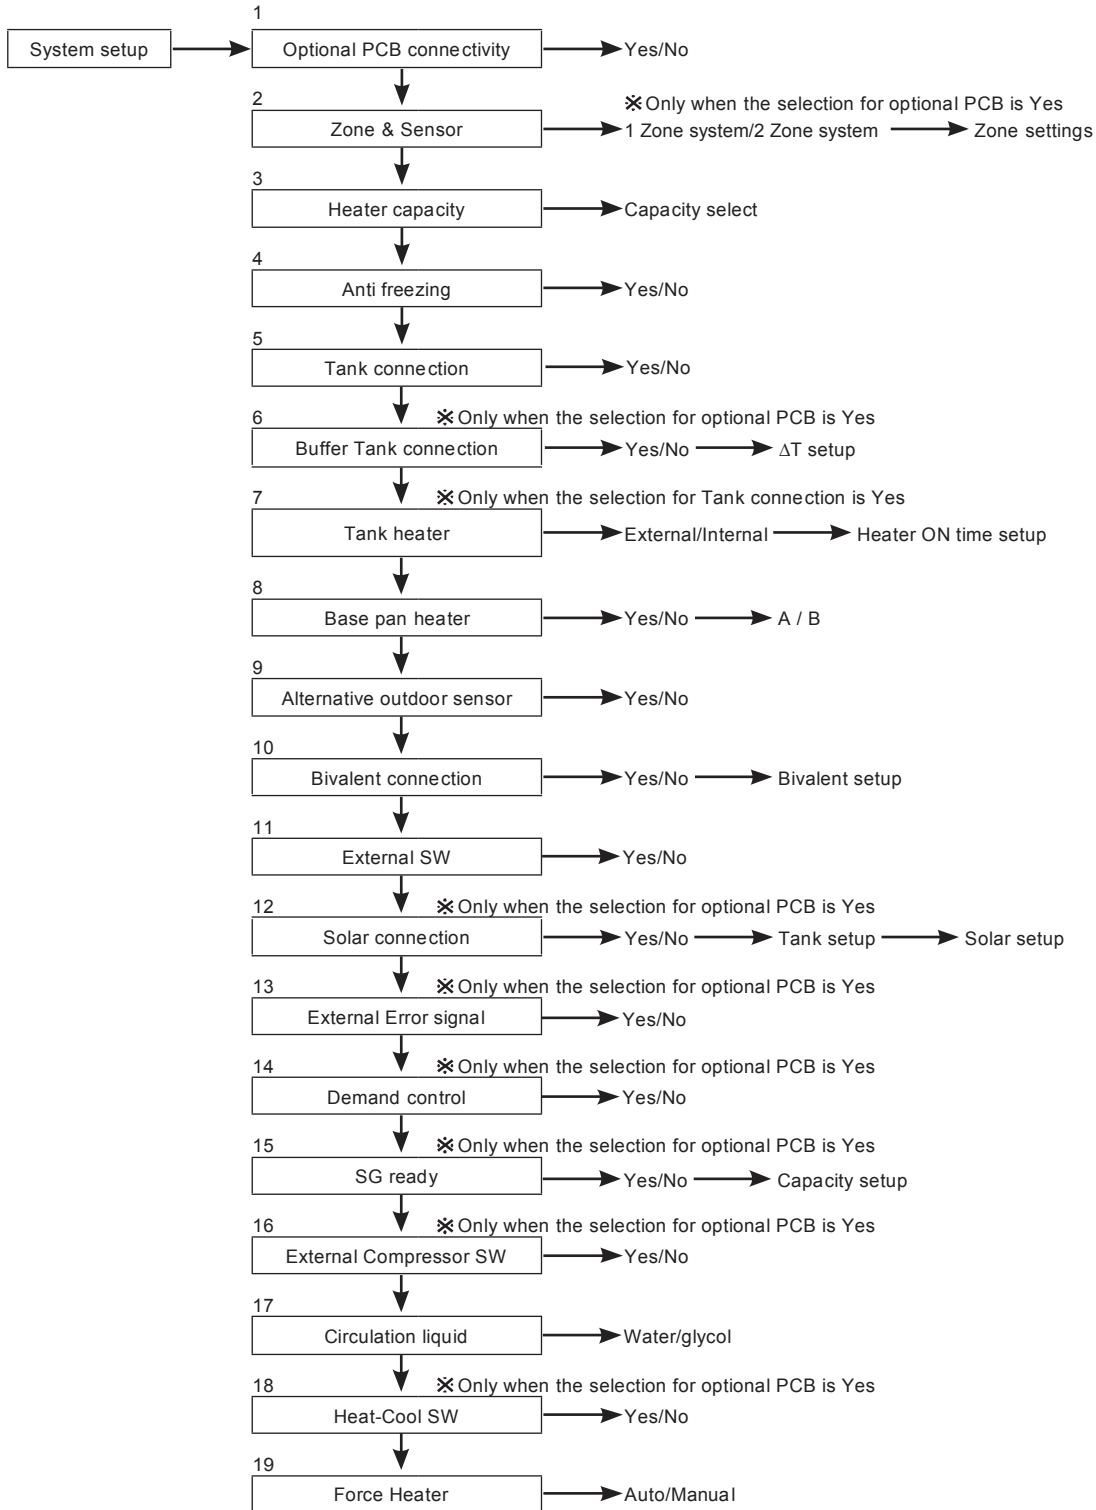 1
System setup Optional PCB connectivity Yes/No
2 ※Only when the selection for optional PCB is Yes
Zone & Sensor 1 Zone system/2 Zone system Zone settings
3
Heater capacity Capacity select
4
Anti freezing Yes/No
5
Tank connection Yes/No
6 ※Only when the selection for optional PCB is Yes
Buffer Tank connection Yes/No ΔT setup
7 ※Only when the selection for Tank connection is Yes
Tank heater External/Internal Heater ON time setup
8
Base pan heater Yes/No A / B
9
Alternative outdoor sensor Yes/No
10
Bivalent connection Yes/No Bivalent setup
11
External SW Yes/No
12 ※Only when the selection for optional PCB is Yes
Solar connection Yes/No Tank setup Solar setup
13 ※Only when the selection for optional PCB is Yes
External Error signal Yes/No
14 ※Only when the selection for optional PCB is Yes
Demand control Yes/No
15 ※Only when the selection for optional PCB is Yes
SG ready Yes/No Capacity setup
16 ※Only when the selection for optional PCB is Yes
External Compressor SW Yes/No
17
Circulation liquid Water/glycol
18 ※Only when the selection for optional PCB is Yes
Heat-Cool SW Yes/No
19
Force Heater Auto/Manual